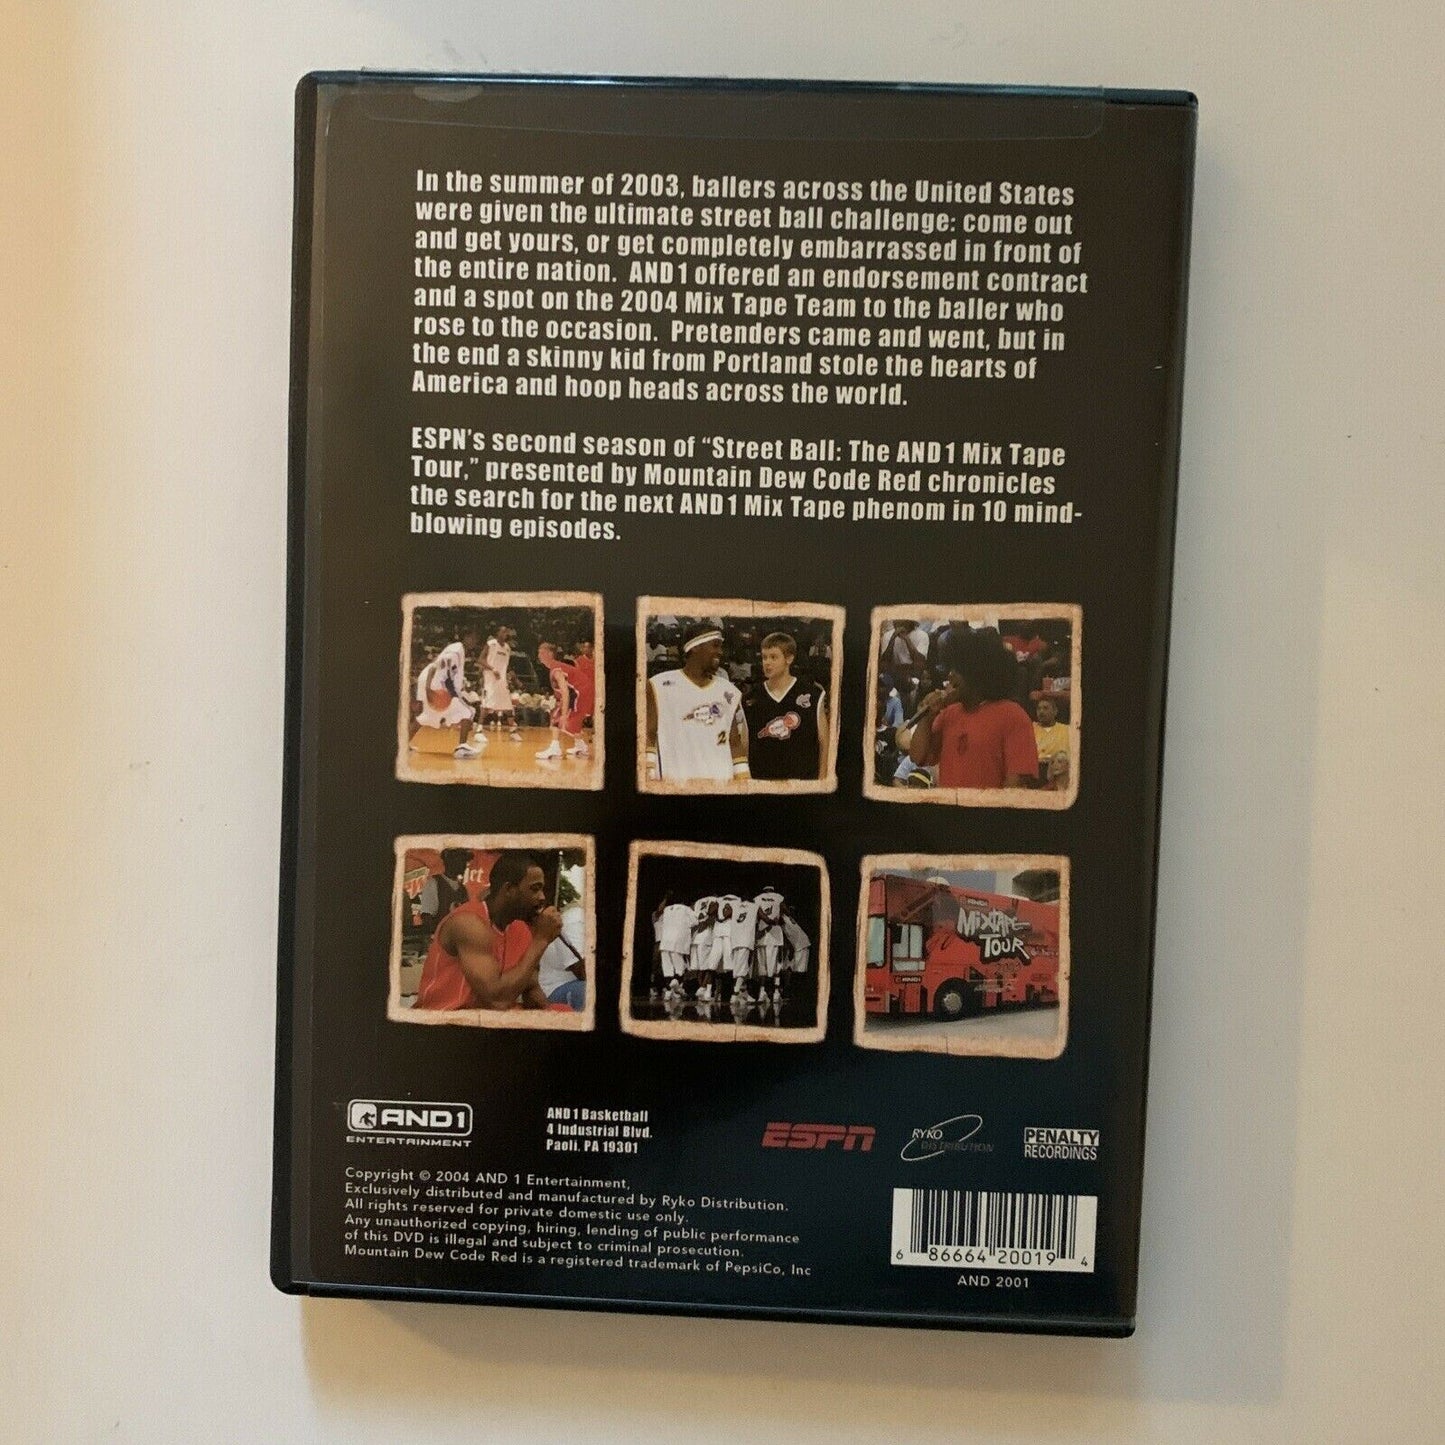 In the summer of 2003, ballers across the United States
were given the ultimate street ball challenge: come out
and get yours, or get completely embarrassed in front of
the entire nation.  AND1 offered an endorsement contract
and a spot on the 2004 Mix Tape Team to the baller who
rose to the occasion.  Pretenders came and went, but in
the end a skinny kid from Portland stole the hearts of
America and hoop heads across the world.
ESPN's second season of “Street Ball: The AND1 Mix Tape
Tour,” presented by Mountain Dew Code Red chronicles
the search for the next AND1 Mix Tape phenom in 10 mind-
blowing episodes.
2
MIXTAPE
TOUR
AND1
AND1
ENTERTAINMENT
AND1 Basketball
4 Industrial Blvd.
Paoli, PA 19301
ESPN
RYKO
DISTRIBUTION
PENALTY
RECORDINGS
Copyright © 2004 AND 1 Entertainment,
Exclusively distributed and manufactured by Ryko Distribution.
All rights reserved for private domestic use only.
Any unauthorized copying, hiring, lending of public performance
of this DVD is illegal and subject to criminal prosecution.
Mountain Dew Code Red is a registered trademark of PepsiCo, Inc
6 86664 20019 4
AND 2001